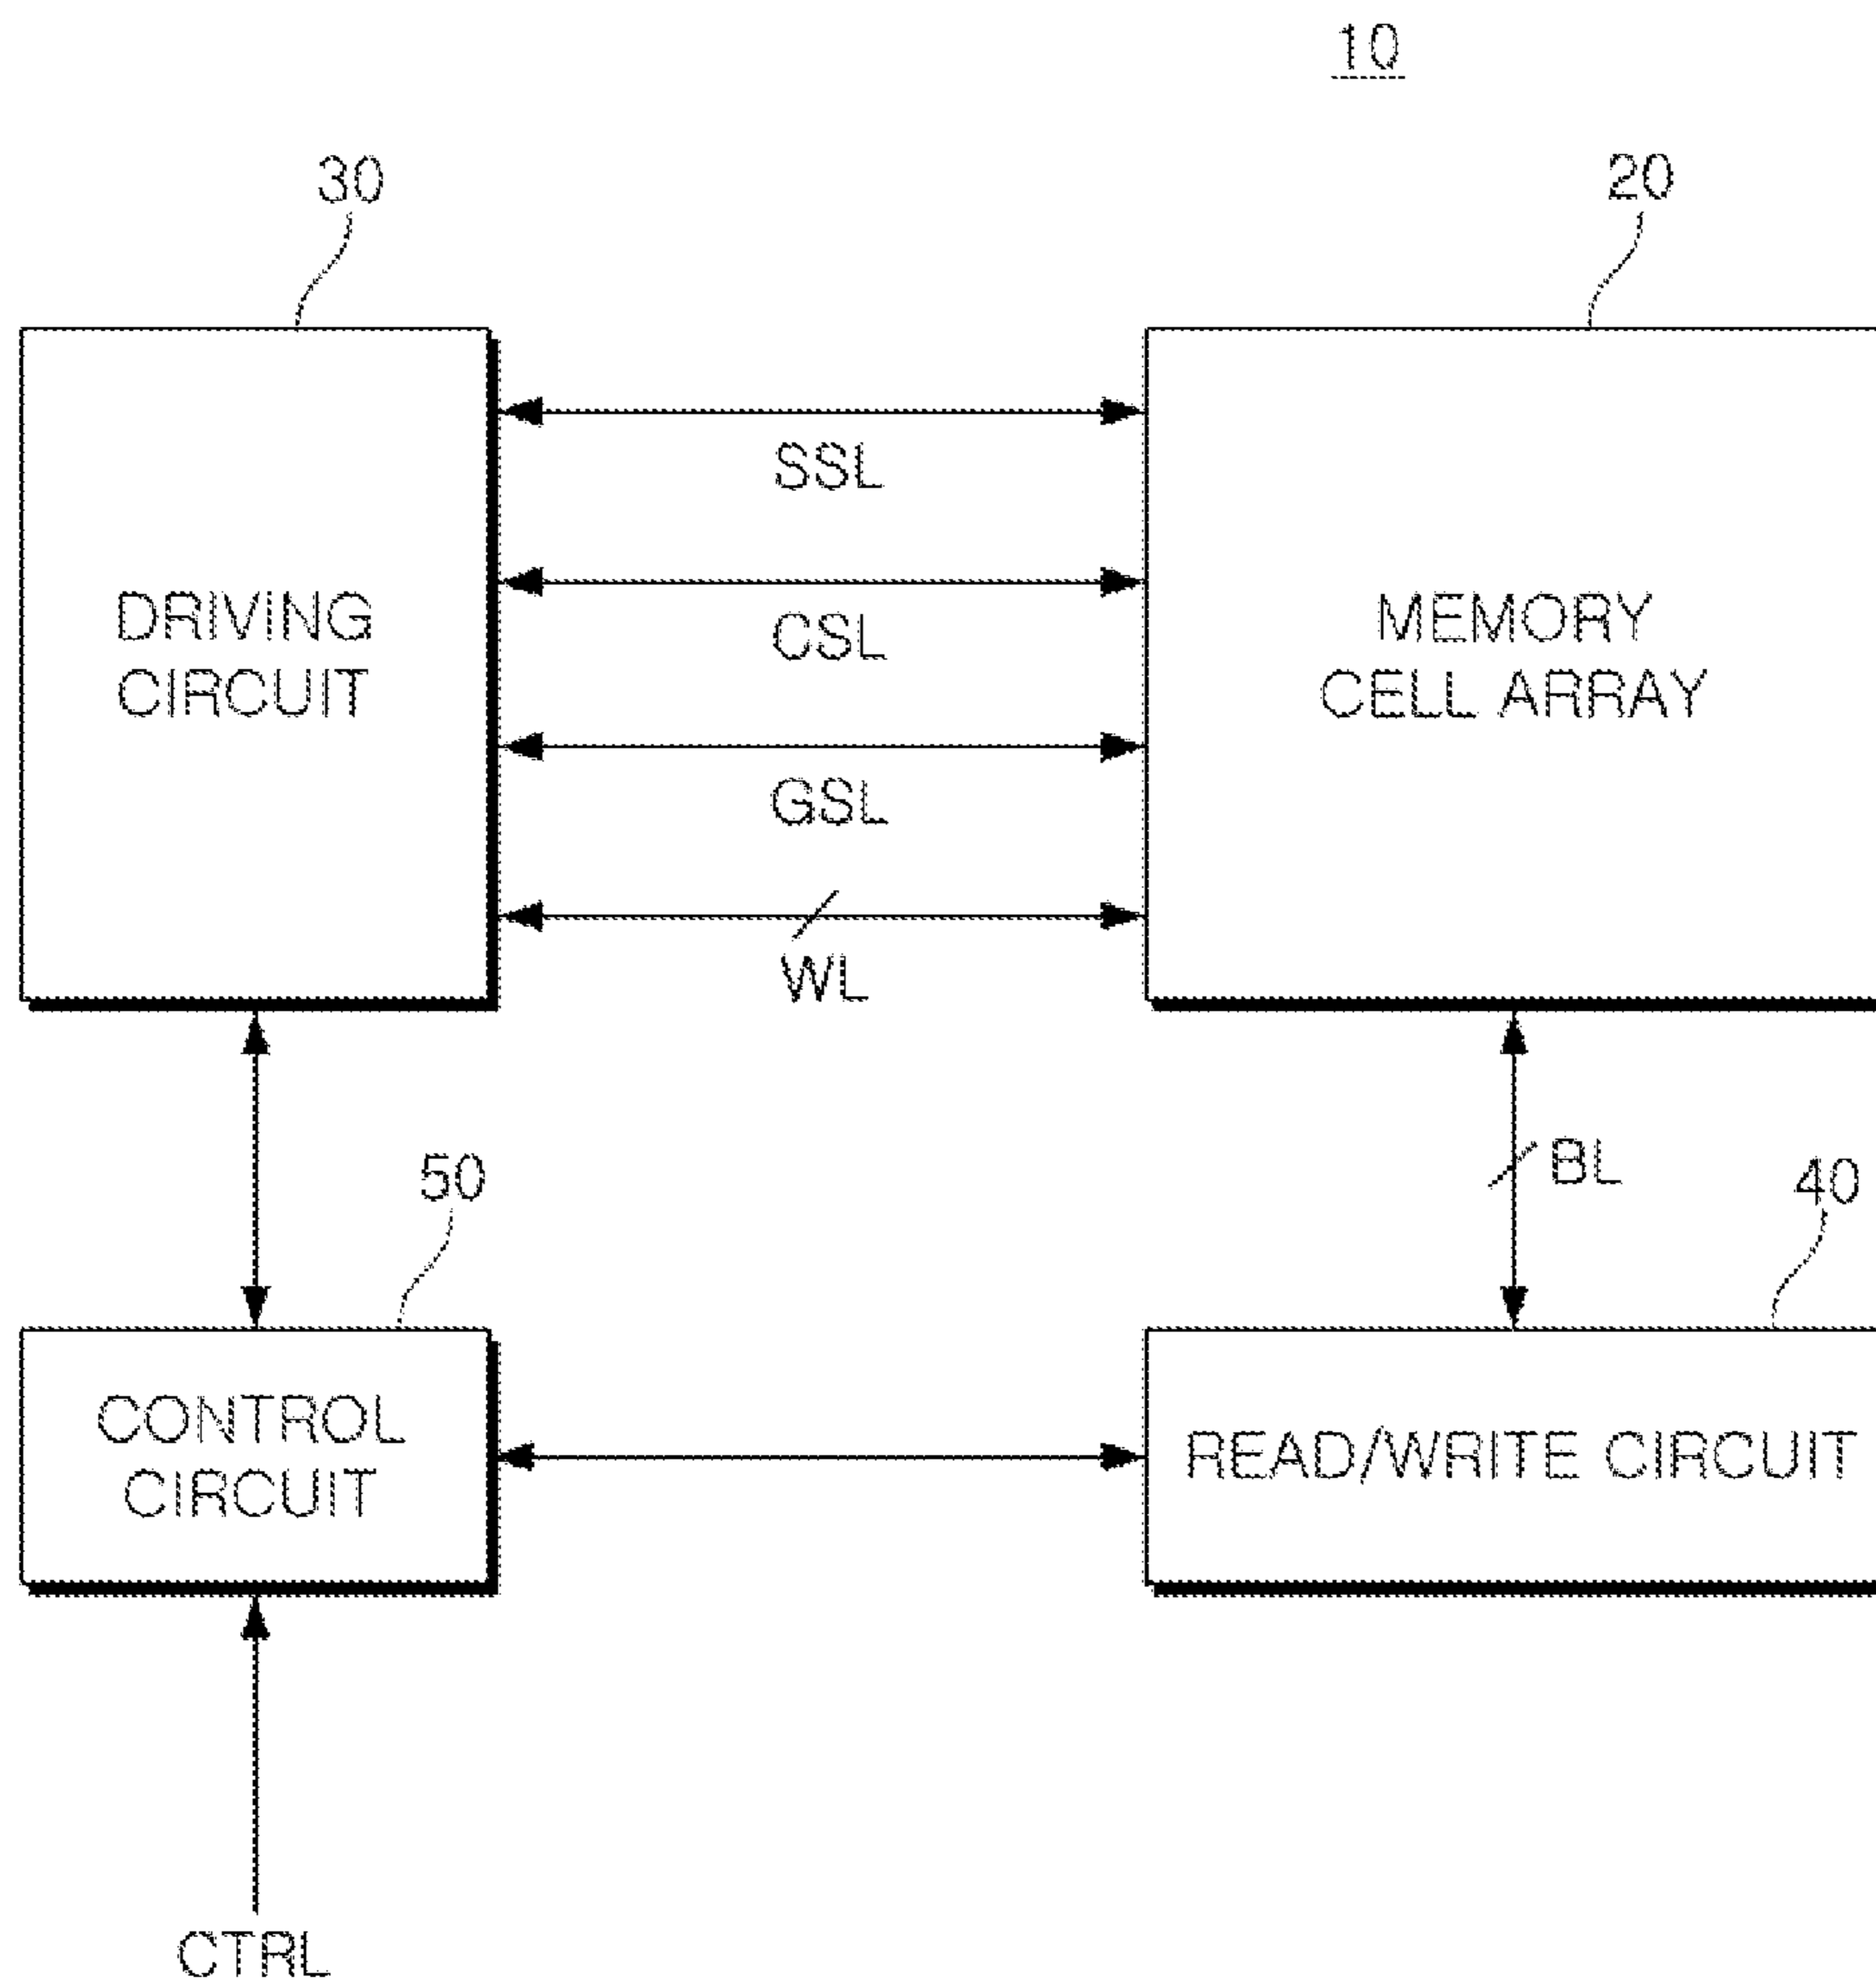 10
30
20
SSL
CSL
GSL
WL
DRIVING
CIRCUIT
MEMORY
CELL ARRAY
50
BL
40
CONTROL
CIRCUIT
READ/WRITE CIRCUIT
CTRL